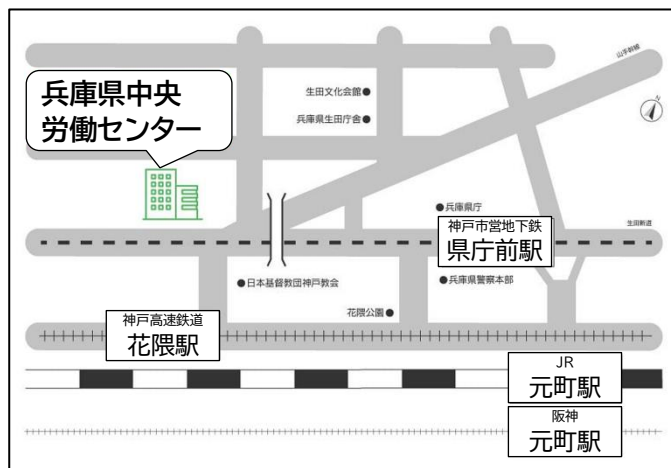 山手幹線
兵庫県中央
労働センター
生田文化会館●
兵庫県生田庁舎●
N
●兵庫県庁
生田新道
神戸市営地下鉄
県庁前駅
●日本基督教団神戸教会
●兵庫県警察本部
花隈公園●
神戸高速鉄道
花隈駅
JR
元町駅
阪神
元町駅